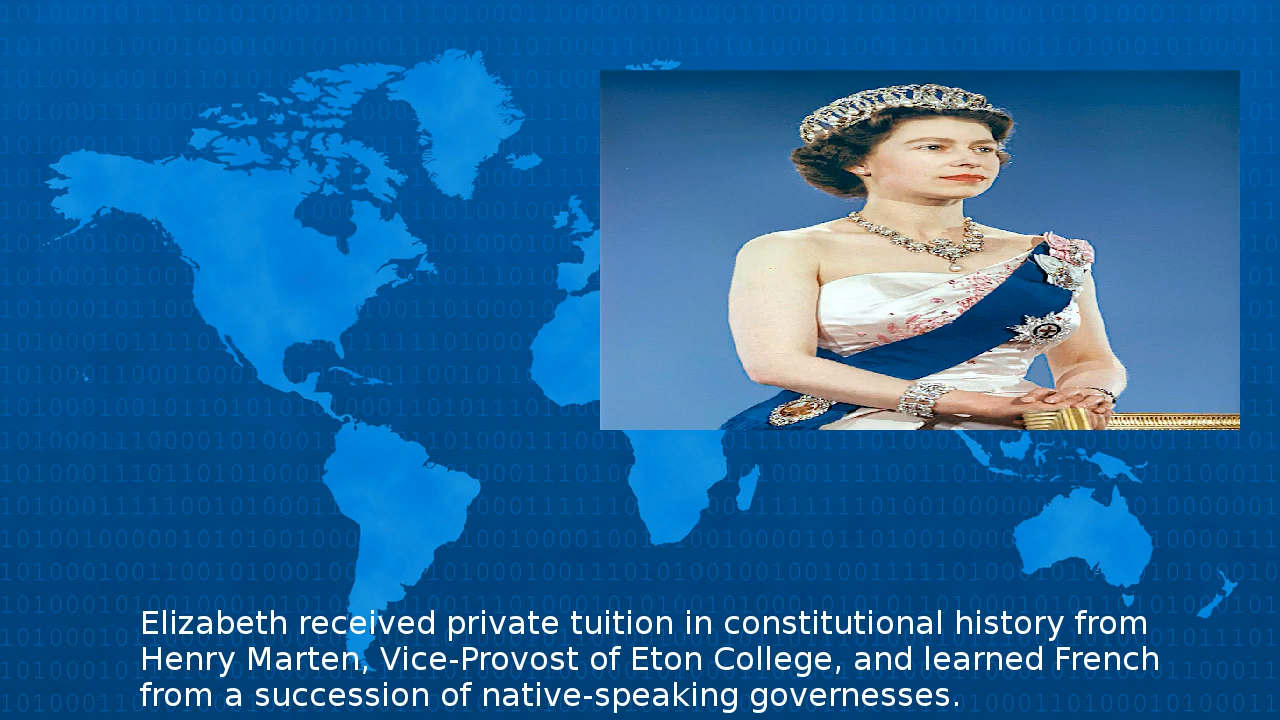 Elizabeth received private tuition in constitutional history from
Henry Marten, Vice-Provost of Eton College, and learned French
from a succession of native-speaking governesses.